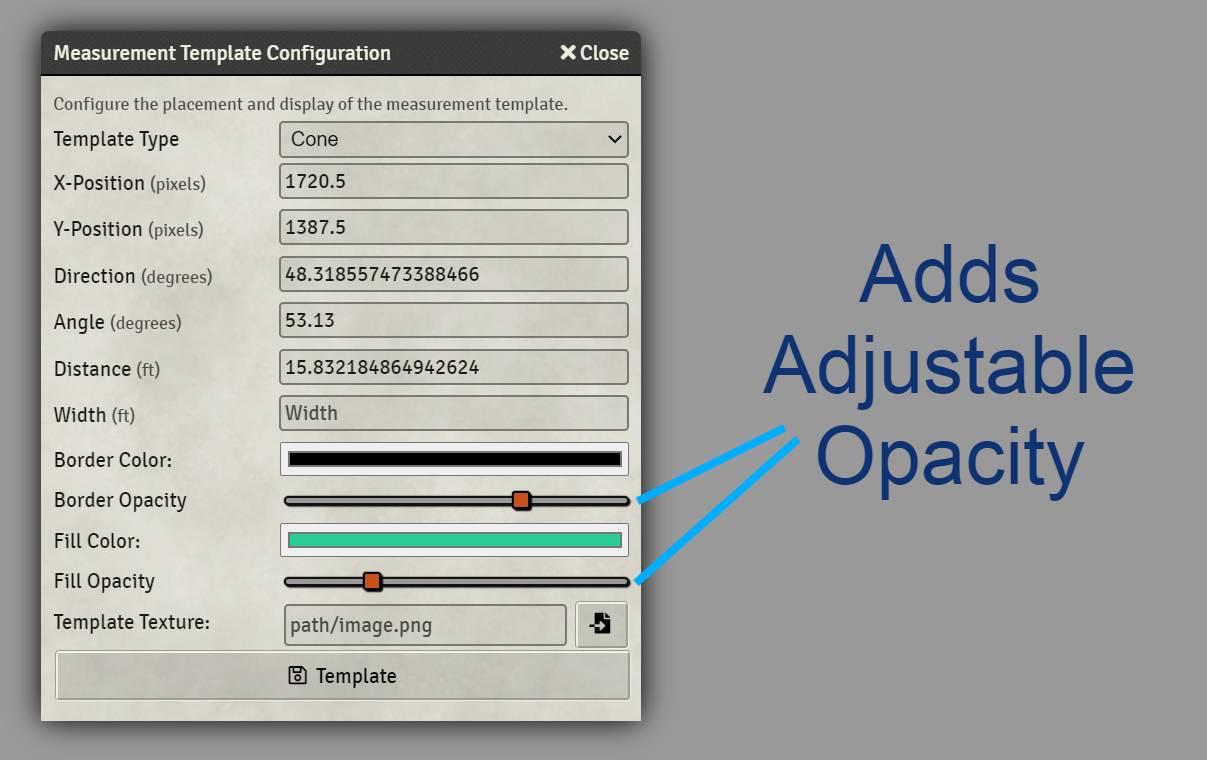 Measurement Template Configuration
Close
Configure the placement and display of the measurement template.
Template Type
Cone
X-Position (pixels)
1720.5
Y-Position (pixels)
1387.5
Direction (degrees)
48.318557473388466
Angle (degrees)
53.13
Distance (ft)
15.832184864942624
Width (ft)
Width
Border Color:
Border Opacity
Fill Color:
Fill Opacity
Template Texture:
path/image.png
Template
Adds
Adjustable
Opacity